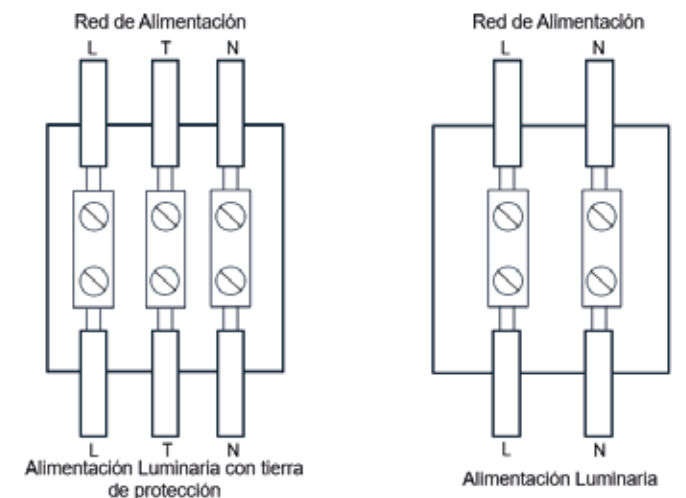 Red de Alimentación
L T N
L T N
Alimentación Luminaria con tierra
de protección
Red de Alimentación
L N
L N
Alimentación Luminaria